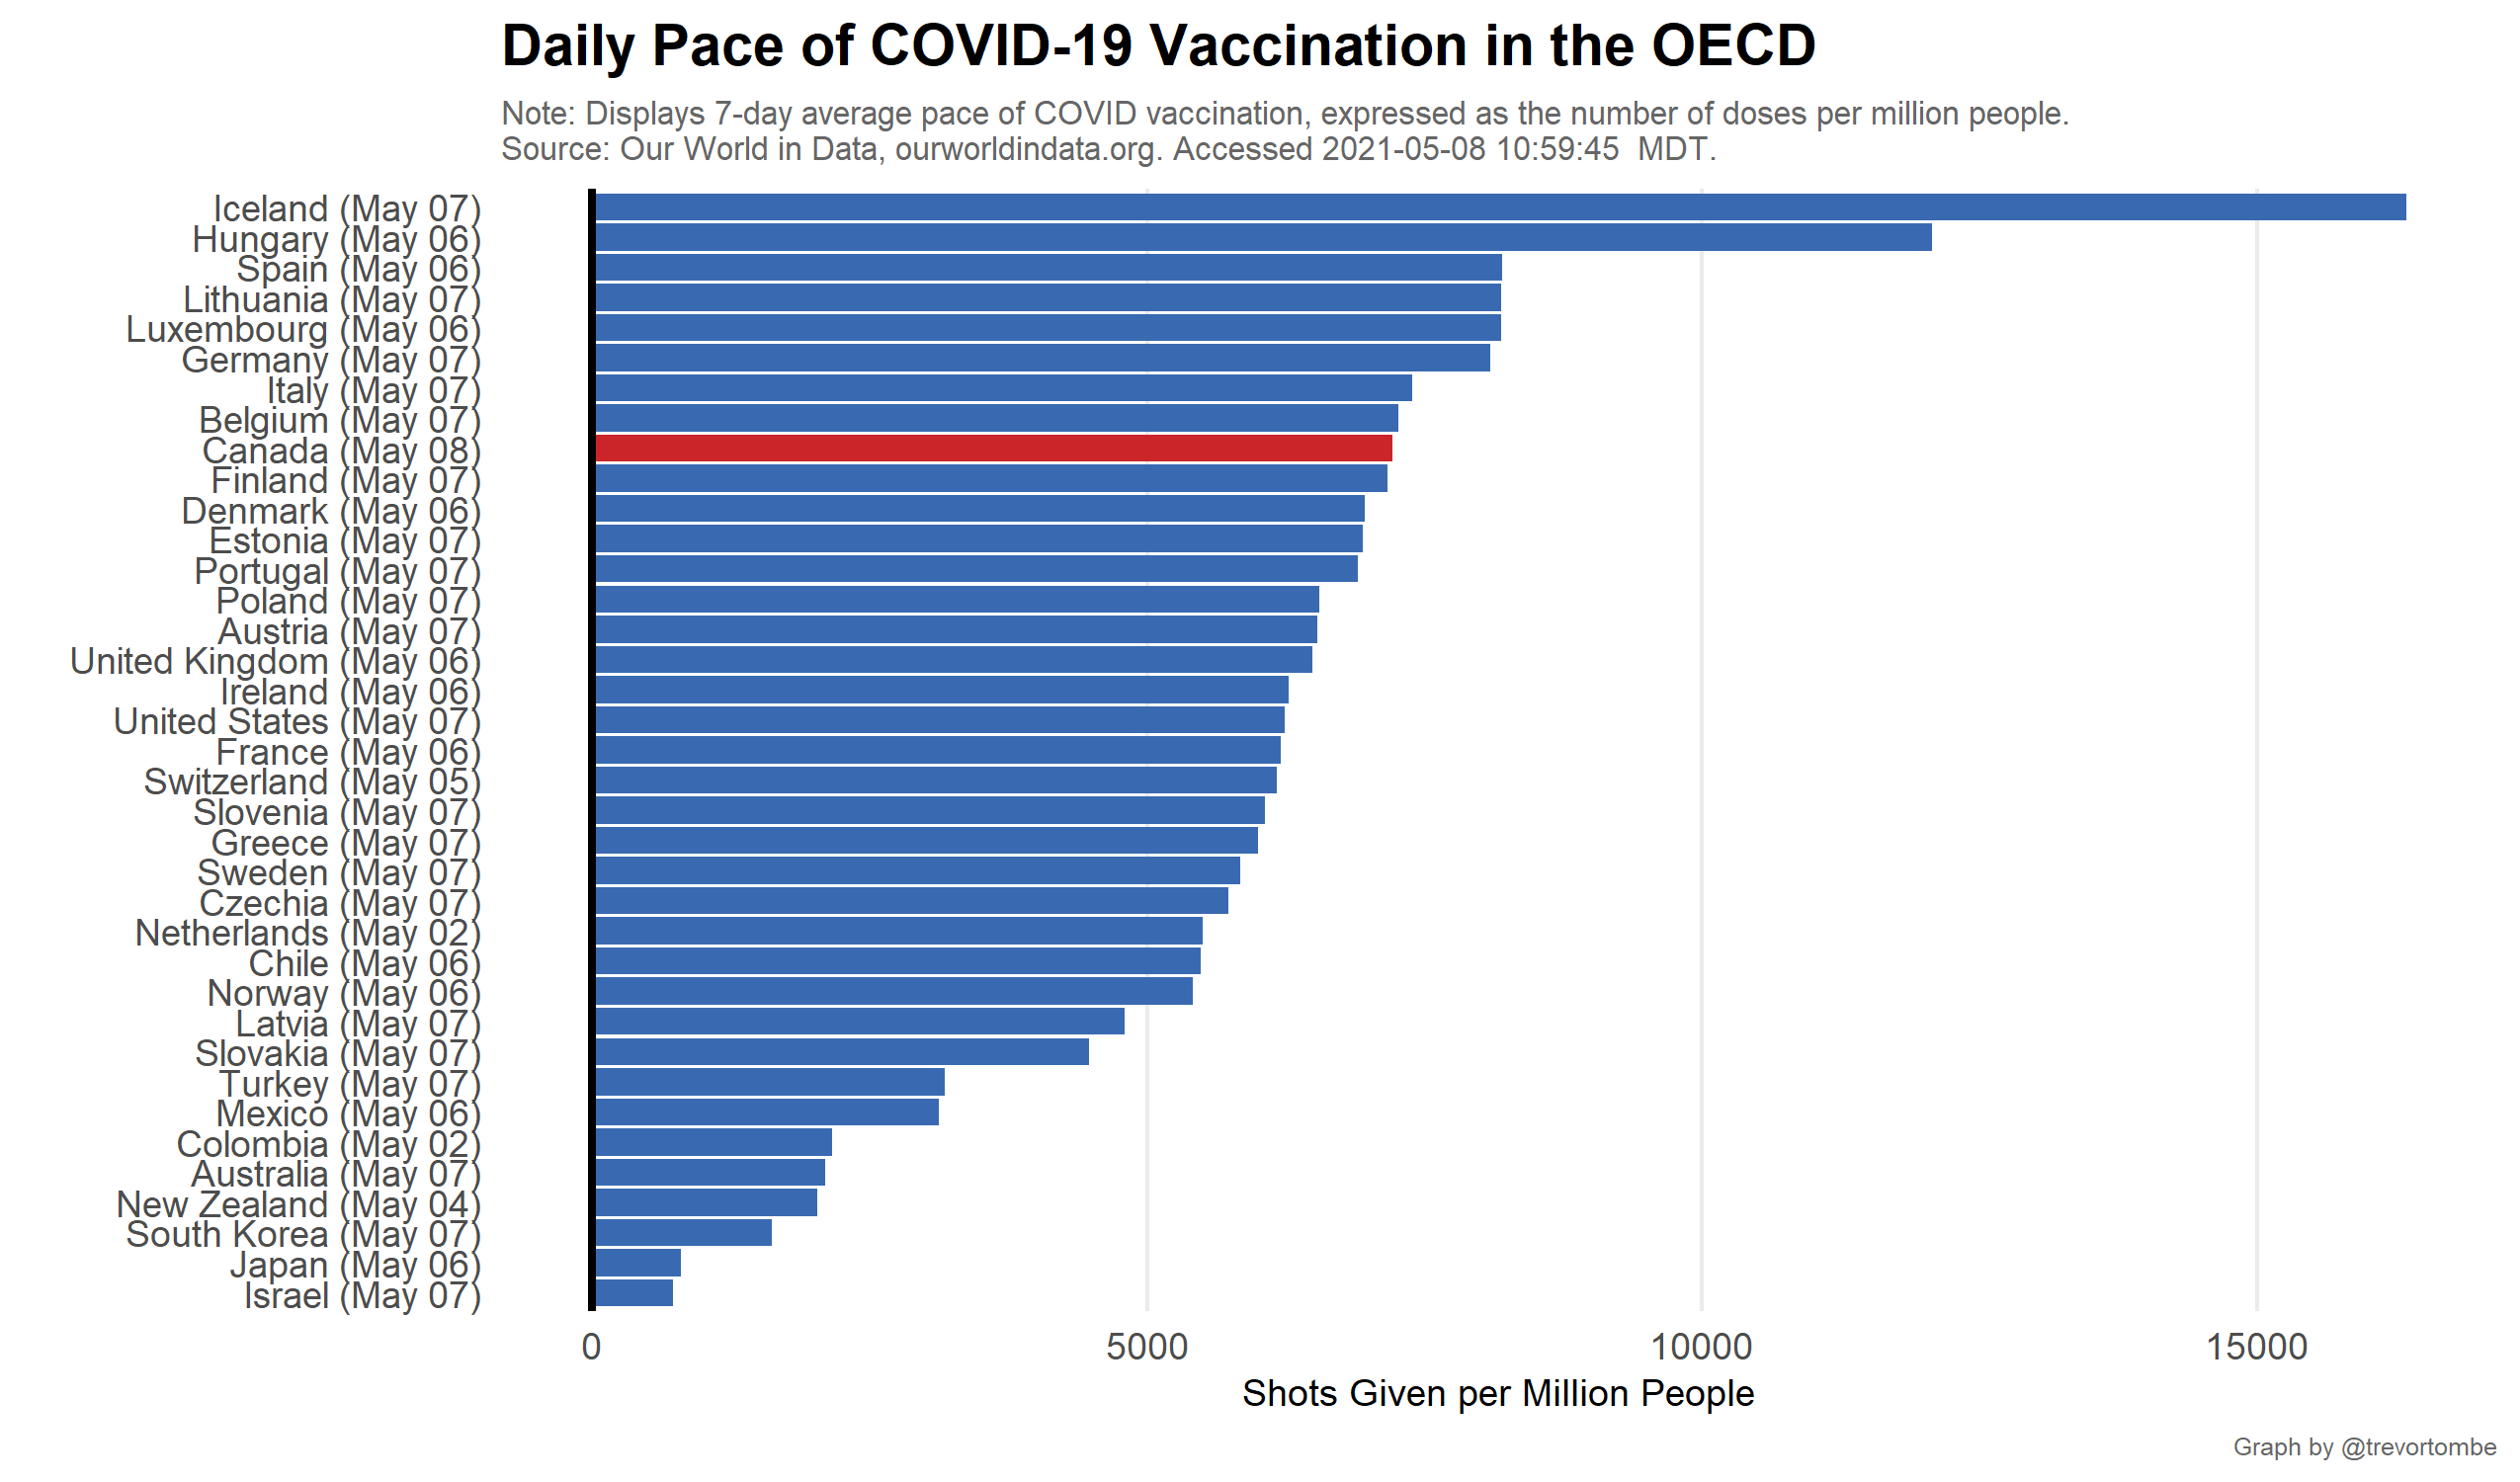 Daily Pace of COVID-19 Vaccination in the OECD
Note: Displays 7-day average pace of COVID vaccination, expressed as the number of doses per million people.
Source: Our World in Data, ourworldindata.org. Accessed 2021-05-08 10:59:45  MDT.
Iceland (May 07)
Hungary (May 06)
Spain (May 06)
Lithuania (May 07)
Luxembourg (May 06)
Germany (May 07)
Italy (May 07)
Belgium (May 07)
Canada (May 08)
Finland (May 07)
Denmark (May 06)
Estonia (May 07)
Portugal (May 07)
Poland (May 07)
Austria (May 07)
United Kingdom (May 06)
Ireland (May 06)
United States (May 07)
France (May 06)
Switzerland (May 05)
Slovenia (May 07)
Greece (May 07)
Sweden (May 07)
Czechia (May 07)
Netherlands (May 02)
Chile (May 06)
Norway (May 06)
Latvia (May 07)
Slovakia (May 07)
Turkey (May 07)
Mexico (May 06)
Colombia (May 02)
Australia (May 07)
New Zealand (May 04)
South Korea (May 07)
Japan (May 06)
Israel (May 07)
0 5000 10000 15000
Shots Given per Million People
Graph by @trevortombe